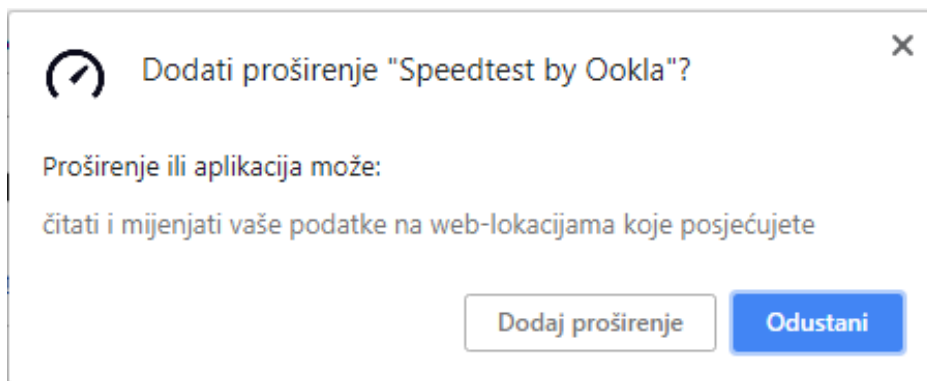 Dodati proširenje "Speedtest by Ookla"?
Proširenje ili aplikacija može:
čitati i mijenjati vaše podatke na web-lokacijama koje posjećujete
Dodaj proširenje
Odustani